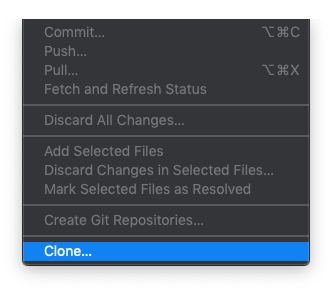 Commit... ⌥⌘C
Push...
Pull... ⌥⌘X
Fetch and Refresh Status
Discard All Changes...
Add Selected Files
Discard Changes in Selected Files...
Mark Selected Files as Resolved
Create Git Repositories...
Clone...